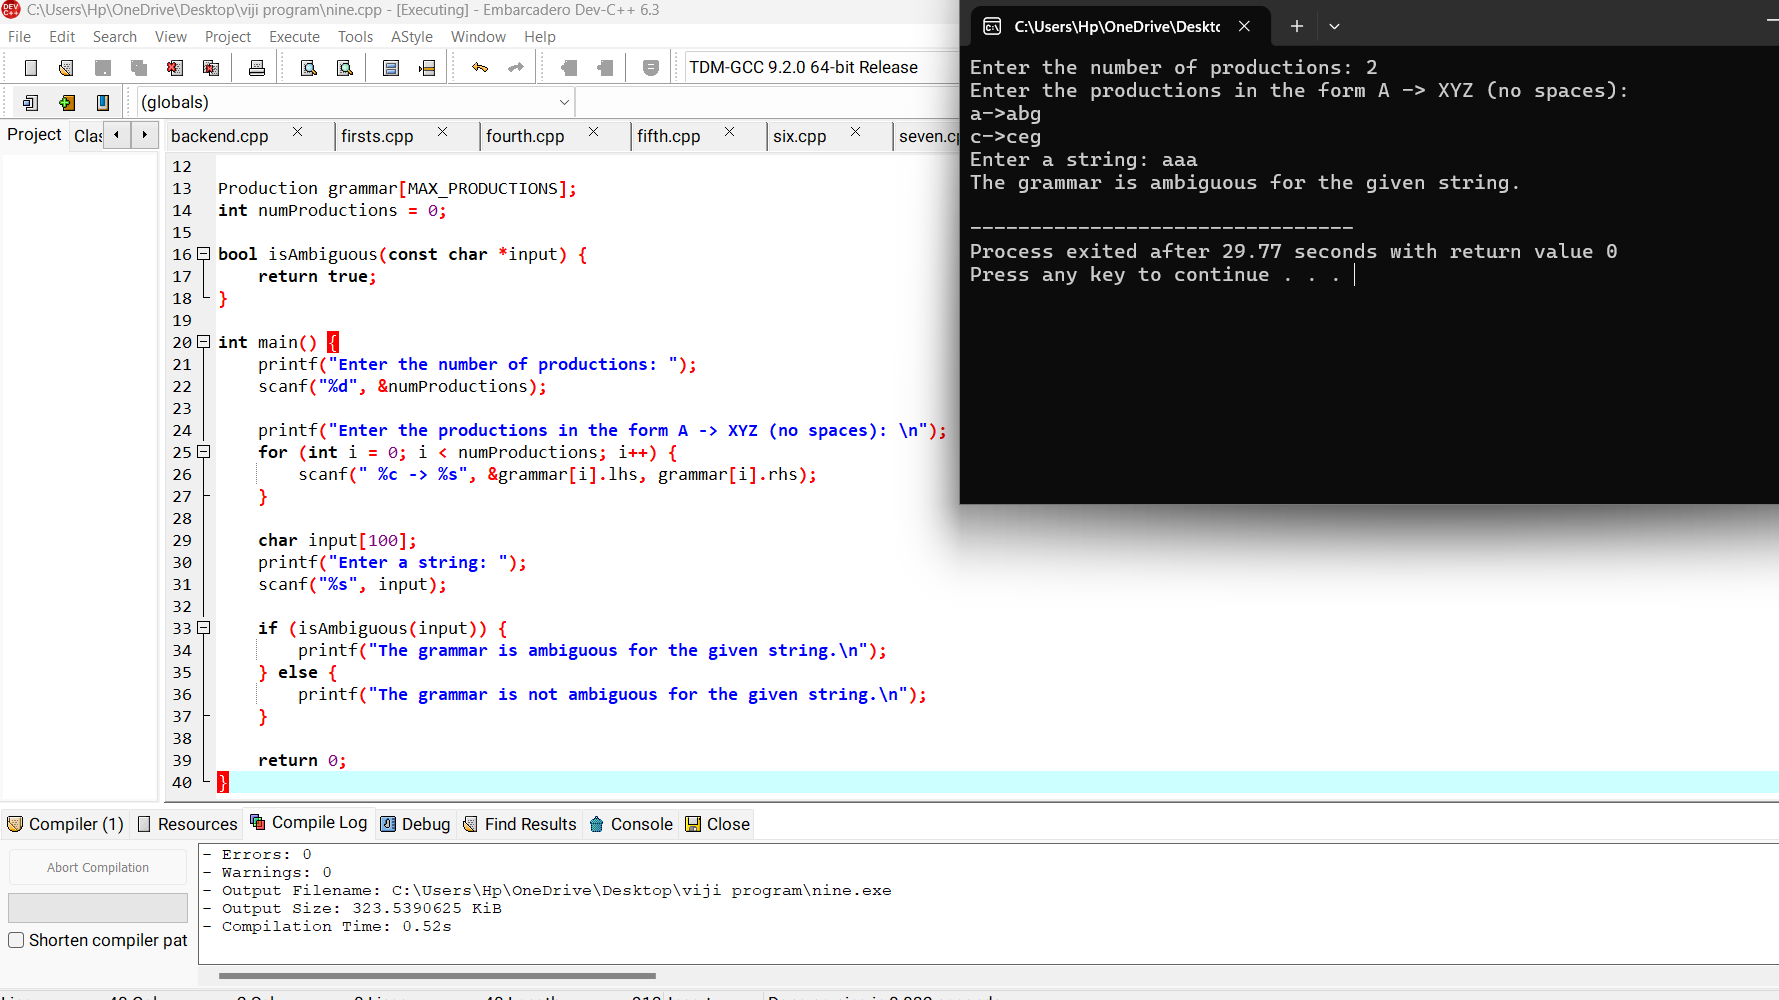 C:\Users\Hp\OneDrive\Desktop\viji program\nine.cpp - [Executing] - Embarcadero Dev-C++ 6.3
File Edit Search View Project Execute Tools AStyle Window Help
TDM-GCC 9.2.0 64-bit Release
(globals)
Project Clas backend.cpp firsts.cpp fourth.cpp fifth.cpp six.cpp seven.cp
12
13 Production grammar[MAX_PRODUCTIONS];
14 int numProductions = 0;
15
16 bool isAmbiguous(const char *input) {
17 return true;
18 }
19
20 int main() {
21 printf("Enter the number of productions: ");
22 scanf("%d", &numProductions);
23
24 printf("Enter the productions in the form A -> XYZ (no spaces): \n");
25 for (int i = 0; i < numProductions; i++) {
26 scanf(" %c -> %s", &grammar[i].lhs, grammar[i].rhs);
27 }
28
29 char input[100];
30 printf("Enter a string: ");
31 scanf("%s", input);
32
33 if (isAmbiguous(input)) {
34 printf("The grammar is ambiguous for the given string.\n");
35 } else {
36 printf("The grammar is not ambiguous for the given string.\n");
37 }
38
39 return 0;
40 }
C:\Users\Hp\OneDrive\Deskto
Enter the number of productions: 2
Enter the productions in the form A -> XYZ (no spaces):
a->abg
c->ceg
Enter a string: aaa
The grammar is ambiguous for the given string.
--------------------------------
Process exited after 29.77 seconds with return value 0
Press any key to continue . . .
Compiler (1) Resources Compile Log Debug Find Results Console Close
Abort Compilation
Shorten compiler pat
- Errors: 0
- Warnings: 0
- Output Filename: C:\Users\Hp\OneDrive\Desktop\viji program\nine.exe
- Output Size: 323.5390625 KiB
- Compilation Time: 0.52s